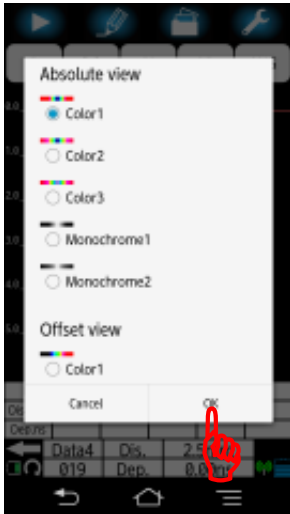 Absolute view
Color1
Color2
Color3
Monochrome1
Monochrome2
Offset view
Color1
Cancel OK
Data4 Dis.
019 Dep.